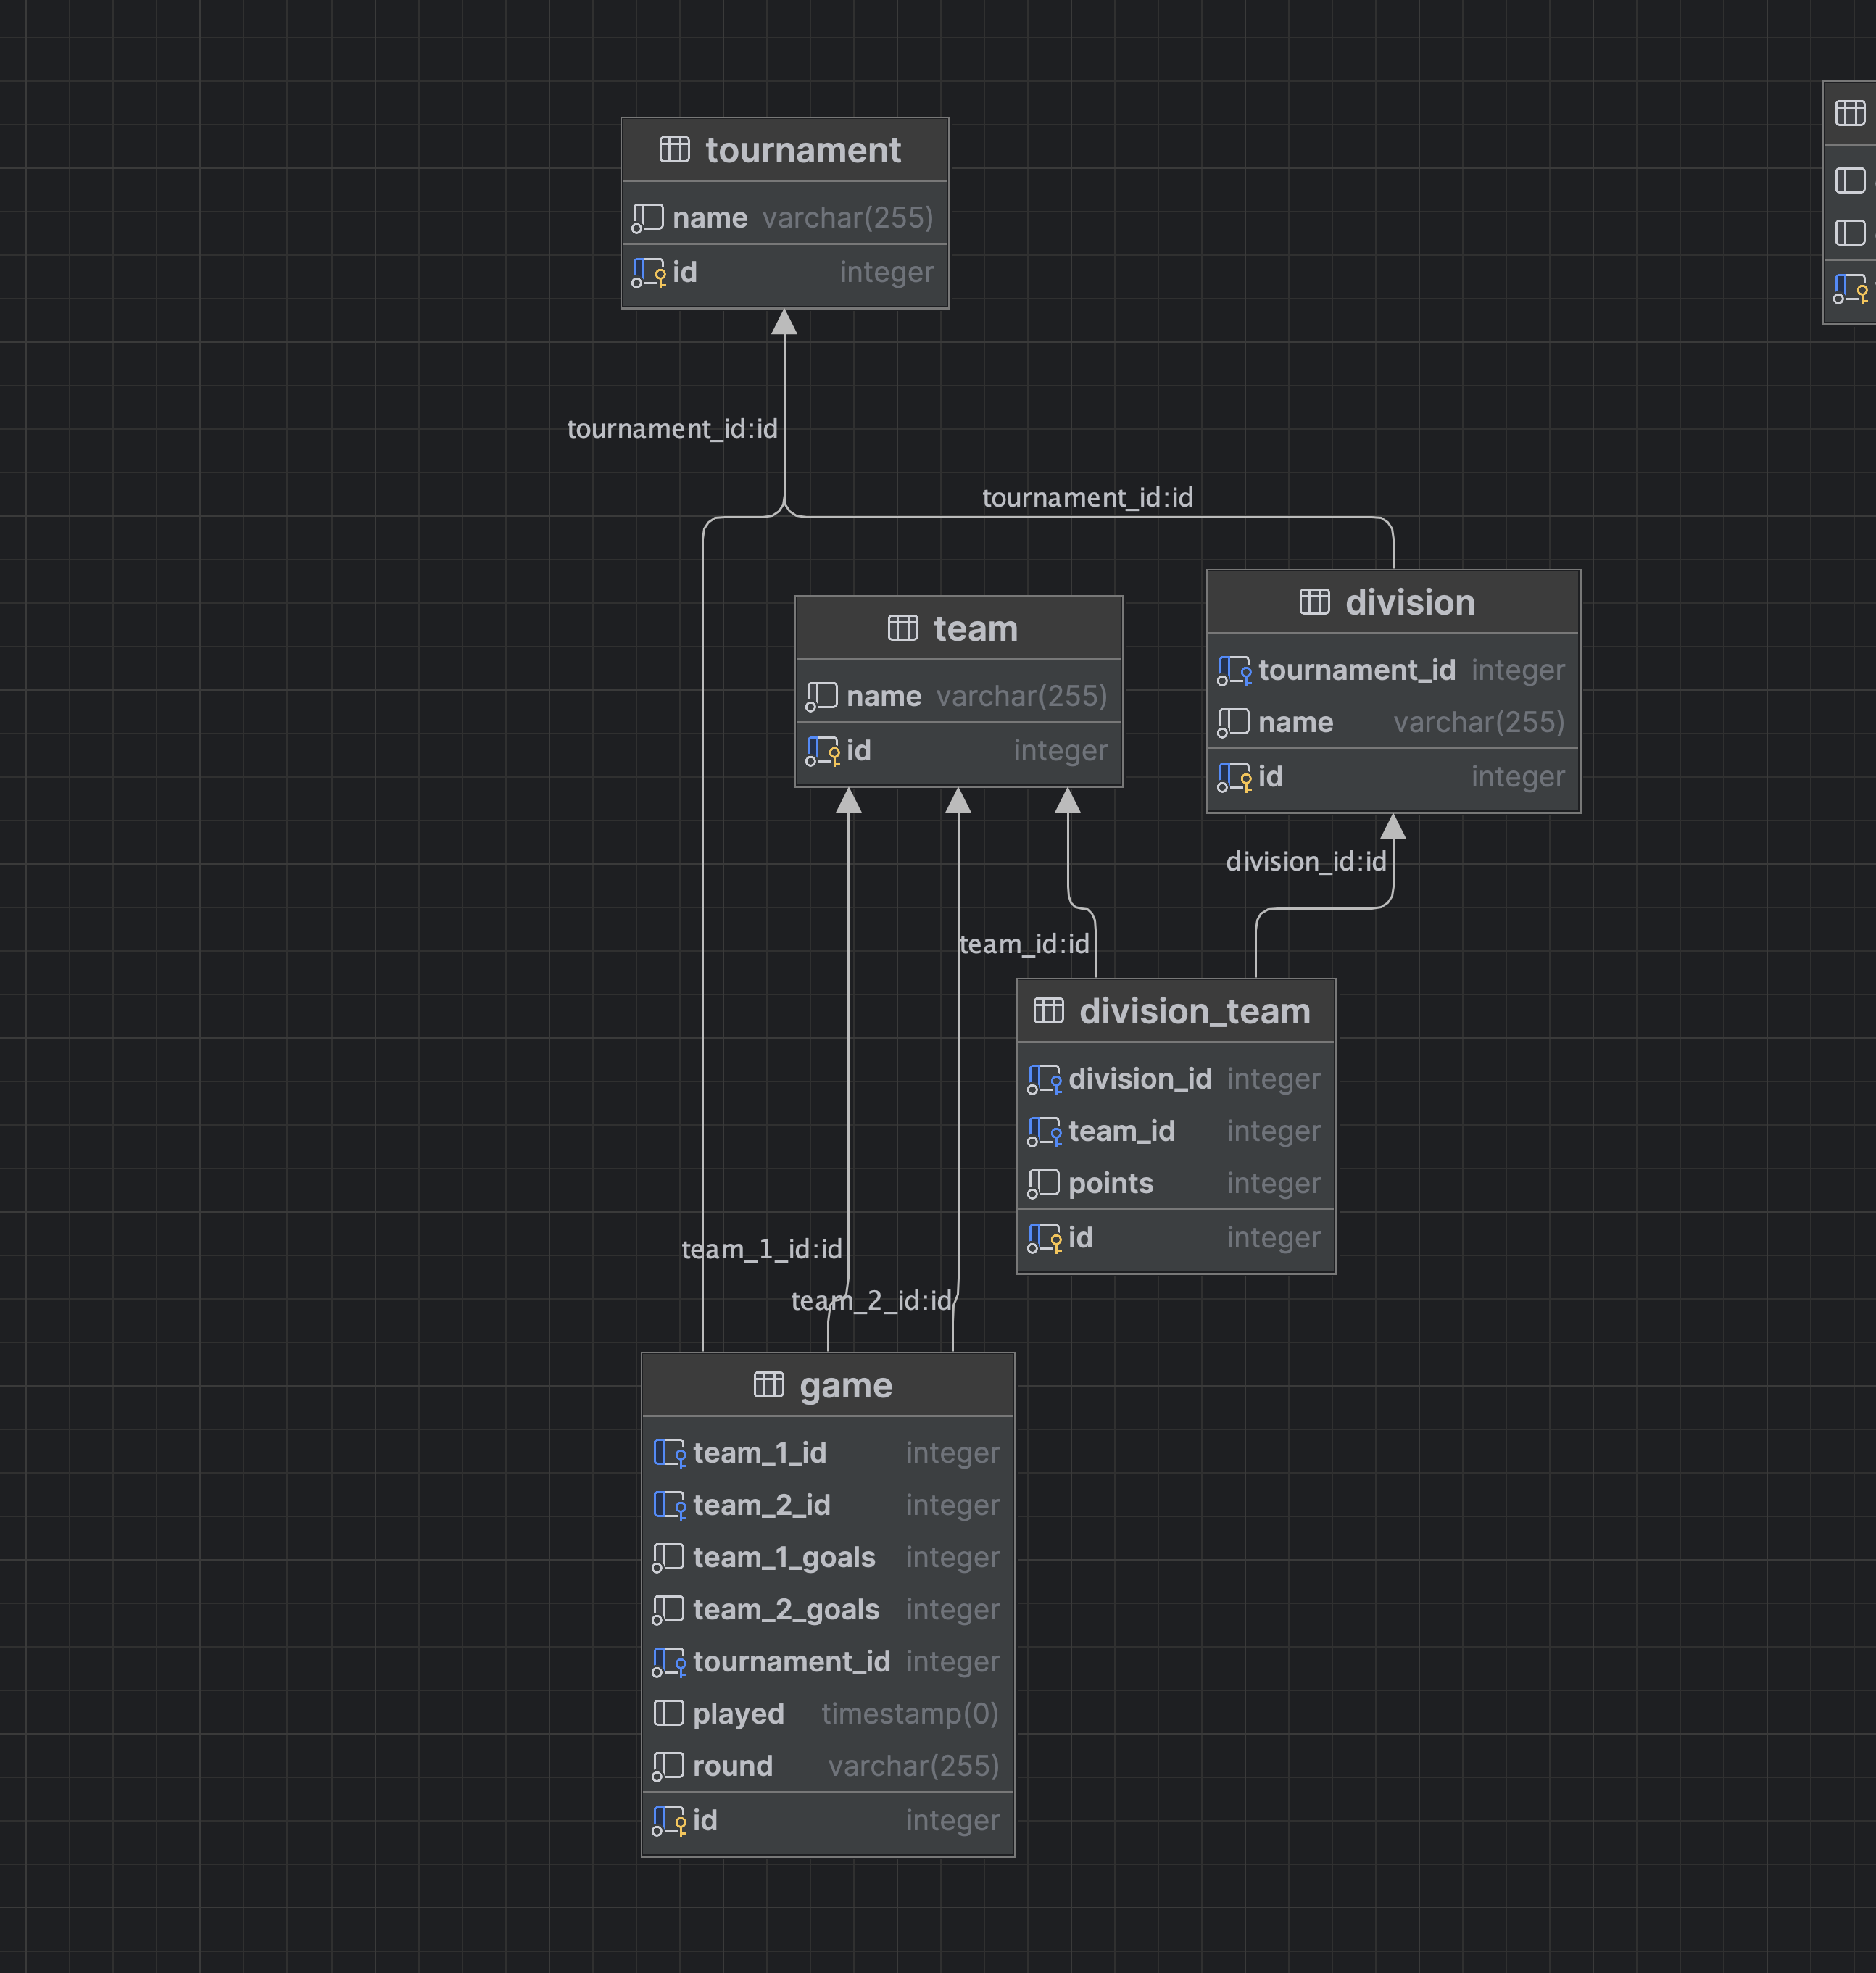 tournament
name varchar(255)
id integer
tournament_id:id
tournament_id:id
team
name varchar(255)
id integer
division
tournament_id integer
name varchar(255)
id integer
division_id:id
team_id:id
division_team
division_id integer
team_id integer
points integer
id integer
team_1_id:id
team_2_id:id
game
team_1_id integer
team_2_id integer
team_1_goals integer
team_2_goals integer
tournament_id integer
played timestamp(0)
round varchar(255)
id integer